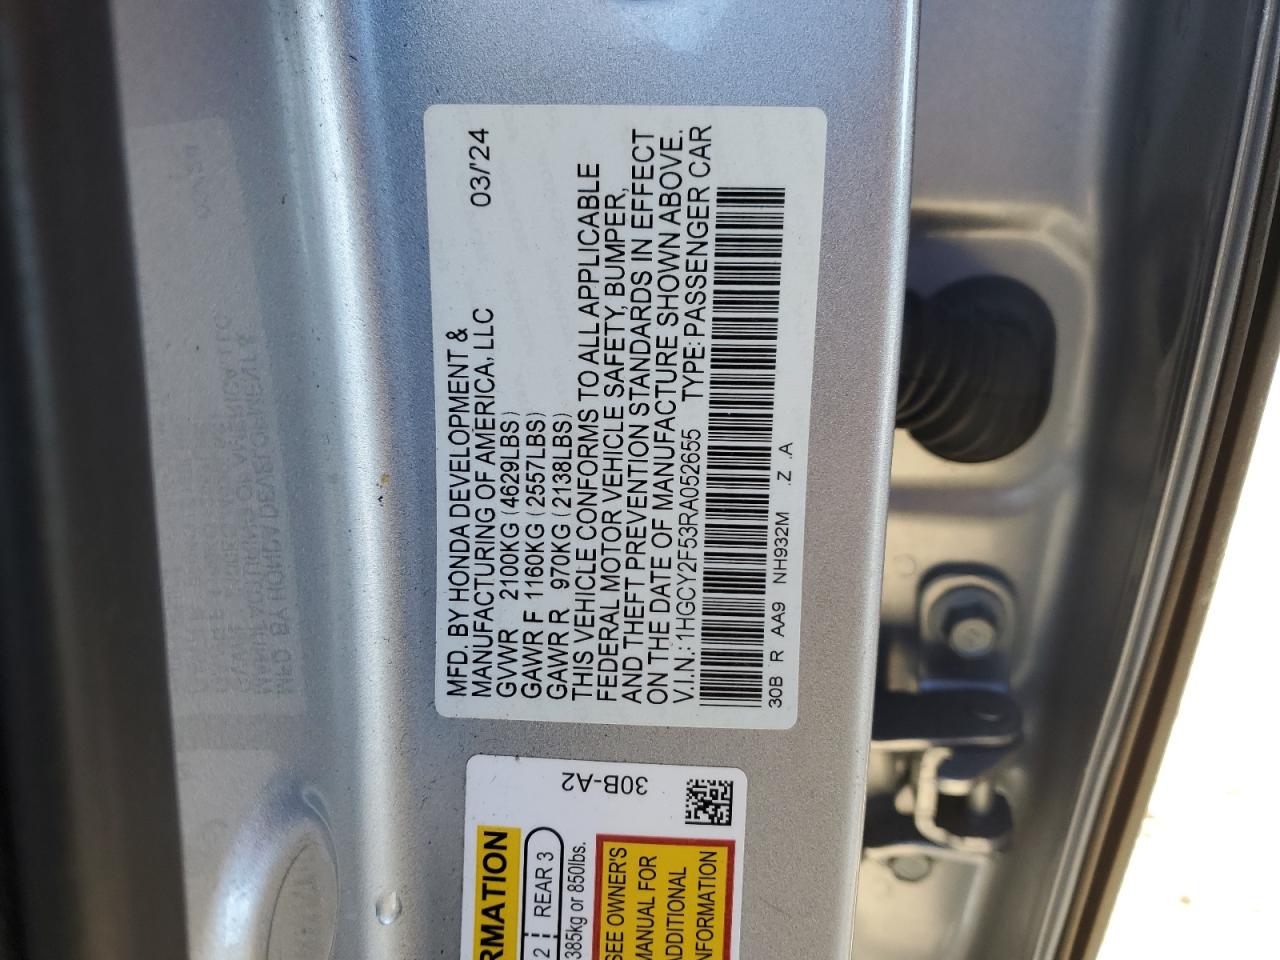 MFD. BY HONDA DEVELOPMENT &
MANUFACTURING OF AMERICA, LLC 03/'24
GVWR 2100KG (4629LBS)
GAWR F 1160KG (2557LBS)
GAWR R 970KG (2138LBS)
THIS VEHICLE CONFORMS TO ALL APPLICABLE
FEDERAL MOTOR VEHICLE SAFETY, BUMPER,
AND THEFT PREVENTION STANDARDS IN EFFECT
ON THE DATE OF MANUFACTURE SHOWN ABOVE.
V.I.N.: 1HGCY2F53RA052655 TYPE: PASSENGER CAR
30B R AA9 NH932M .Z .A
30B-A2
RMATION
2 REAR 3
385kg or 850lbs.
SEE OWNER'S
MANUAL FOR
ADDITIONAL
INFORMATION